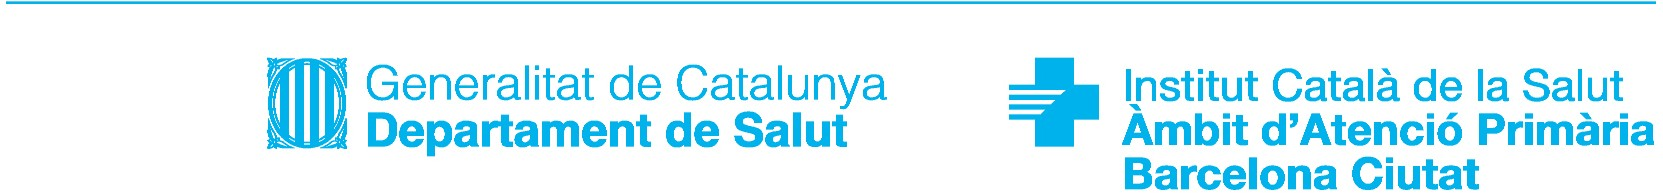 Generalitat de Catalunya
Departament de Salut
Institut Català de la Salut
Àmbit d'Atenció Primària
Barcelona Ciutat